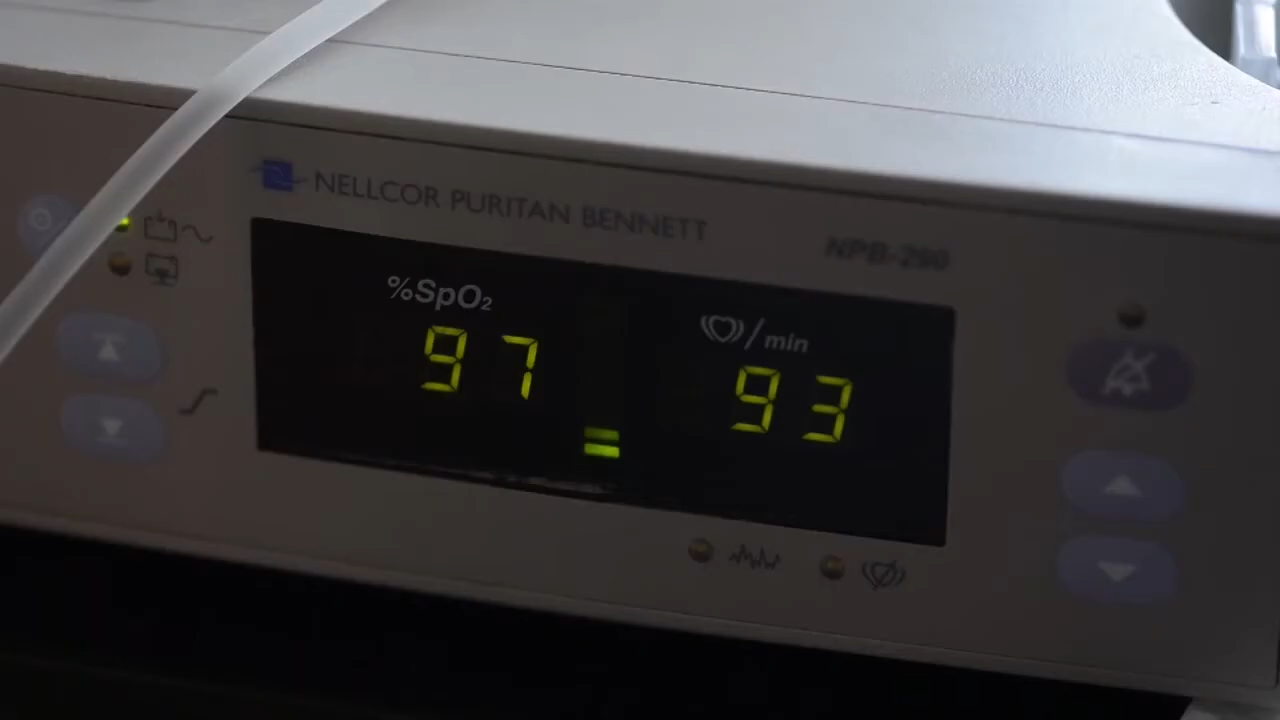 NELLCOR PURITAN BENNETT
NPB-290
%SpO₂
/min
97
93